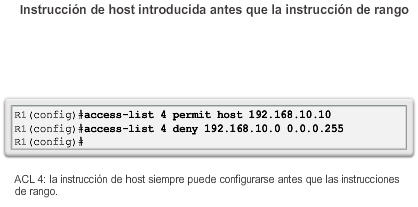 Instrucción de host introducida antes que la instrucción de rango
R1(config)#access-list 4 permit host 192.168.10.10
R1(config)#access-list 4 deny 192.168.10.0 0.0.0.255
R1(config)#
ACL 4: la instrucción de host siempre puede configurarse antes que las instrucciones
de rango.